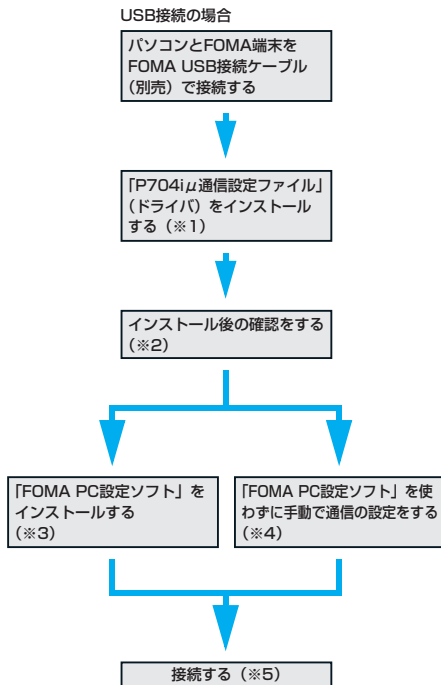 USB接続の場合
パソコンとFOMA端末を
FOMA USB接続ケーブル
（別売）で接続する
「P704iμ通信設定ファイル」
（ドライバ）をインストール
する（※1）
インストール後の確認をする
（※2）
「FOMA PC設定ソフト」を
インストールする
（※3）
「FOMA PC設定ソフト」を使
わずに手動で通信の設定をする
（※4）
接続する（※5）